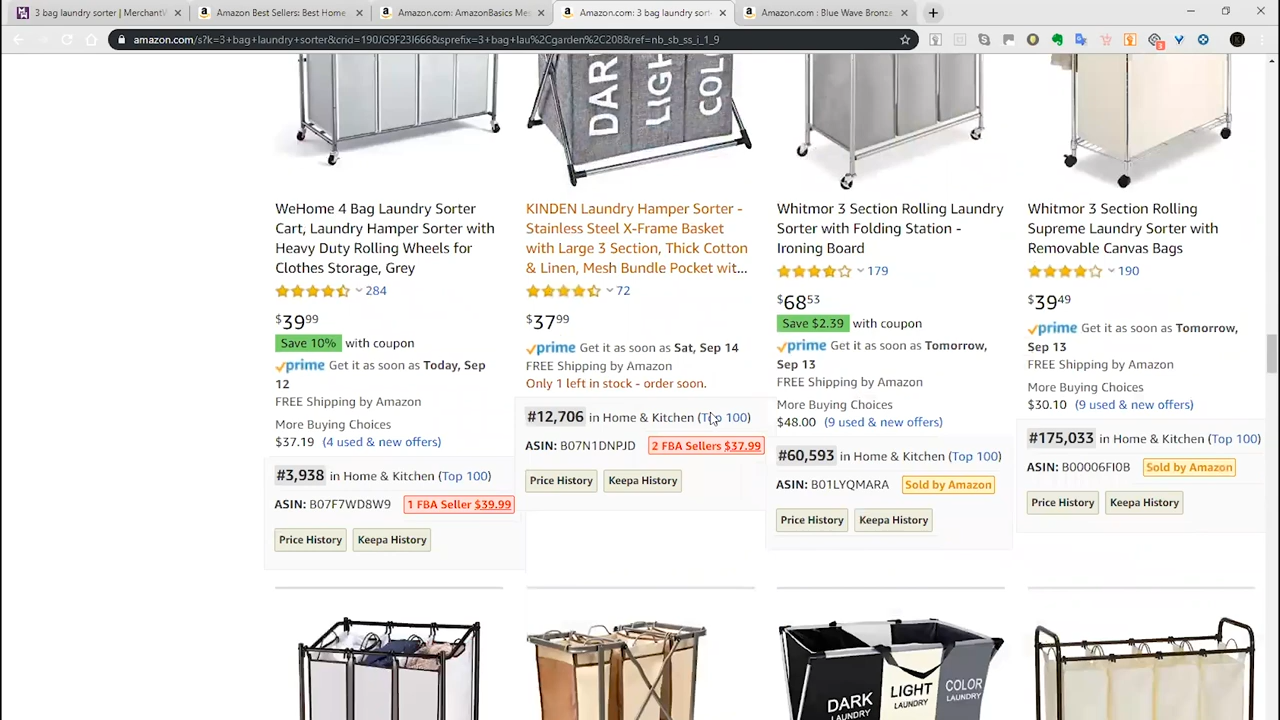 3 bag laundry sorter | MerchantW
Amazon Best Sellers: Best Home
Amazon.com: AmazonBasics Me
Amazon.com: 3 bag laundry sort
Amazon.com : Blue Wave Bronze
amazon.com/s?k=3+bag+laundry+sorter&crid=190JG9F23I666&sprefix=3+bag+lau%2Cgarden%2C208&ref=nb_sb_ss_i_1_9
DARK
LIGH
COLO
WeHome 4 Bag Laundry Sorter
Cart, Laundry Hamper Sorter with
Heavy Duty Rolling Wheels for
Clothes Storage, Grey
284
$39.99
Save 10% with coupon
prime Get it as soon as Today, Sep
12
FREE Shipping by Amazon
More Buying Choices
$37.19 (4 used & new offers)
#3,938 in Home & Kitchen (Top 100)
ASIN: B07F7WD8W9 1 FBA Seller $39.99
Price History Keepa History
KINDEN Laundry Hamper Sorter -
Stainless Steel X-Frame Basket
with Large 3 Section, Thick Cotton
& Linen, Mesh Bundle Pocket wit...
72
$37.99
prime Get it as soon as Sat, Sep 14
FREE Shipping by Amazon
Only 1 left in stock - order soon.
#12,706 in Home & Kitchen (Top 100)
ASIN: B07N1DNPJD 2 FBA Sellers $37.99
Price History Keepa History
Whitmor 3 Section Rolling Laundry
Sorter with Folding Station -
Ironing Board
179
$68.53
Save $2.39 with coupon
prime Get it as soon as Tomorrow,
Sep 13
FREE Shipping by Amazon
More Buying Choices
$48.00 (9 used & new offers)
#60,593 in Home & Kitchen (Top 100)
ASIN: B01LYQMARA Sold by Amazon
Price History Keepa History
Whitmor 3 Section Rolling
Supreme Laundry Sorter with
Removable Canvas Bags
190
$39.49
prime Get it as soon as Tomorrow,
Sep 13
FREE Shipping by Amazon
More Buying Choices
$30.10 (9 used & new offers)
#175,033 in Home & Kitchen (Top 100)
ASIN: B00006FI0B Sold by Amazon
Price History Keepa History
DARK
LAUNDRY
LIGHT
LAUNDRY
COLOR
LAUNDRY